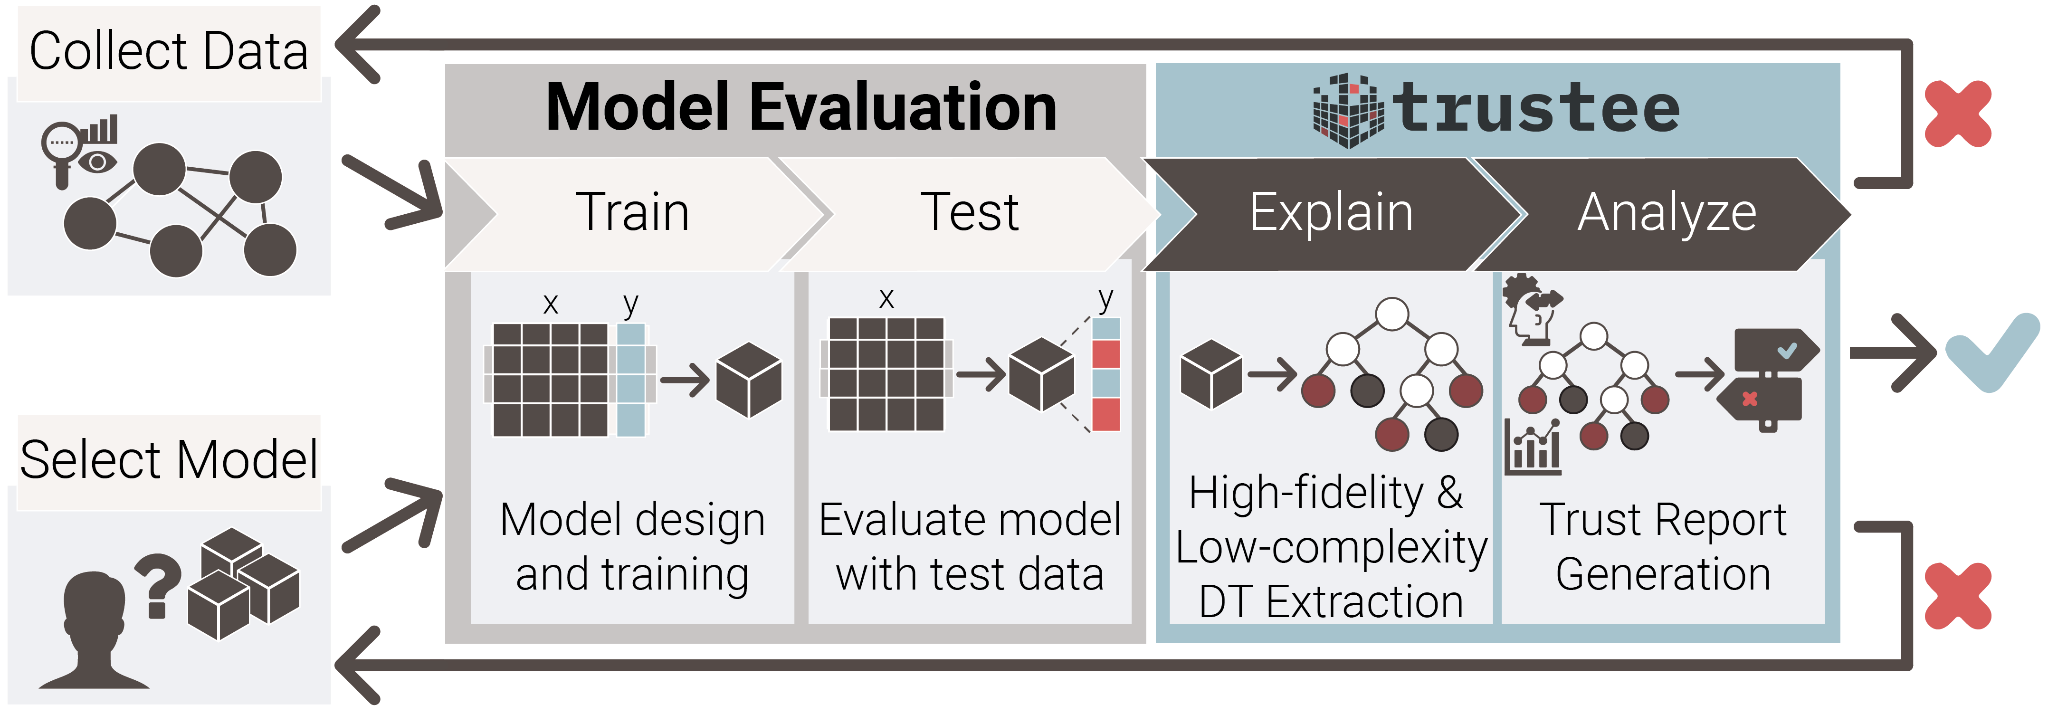 Collect Data
Model Evaluation
trustee
Train
Test
Explain
Analyze
x
y
x
y
Select Model
Model design
and training
Evaluate model
with test data
High-fidelity &
Low-complexity
DT Extraction
Trust Report
Generation
?